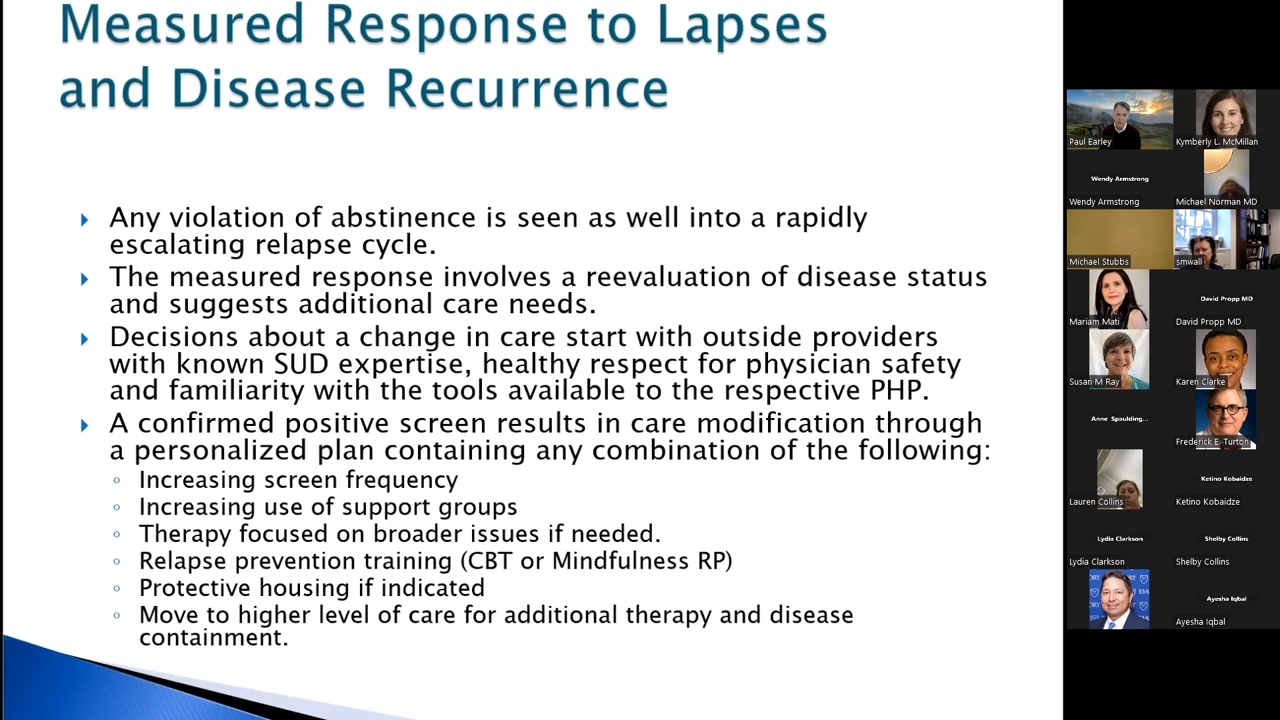 Measured Response to Lapses
and Disease Recurrence
Any violation of abstinence is seen as well into a rapidly
escalating relapse cycle.
The measured response involves a reevaluation of disease status
and suggests additional care needs.
Decisions about a change in care start with outside providers
with known SUD expertise, healthy respect for physician safety
and familiarity with the tools available to the respective PHP.
A confirmed positive screen results in care modification through
a personalized plan containing any combination of the following:
Increasing screen frequency
Increasing use of support groups
Therapy focused on broader issues if needed.
Relapse prevention training (CBT or Mindfulness RP)
Protective housing if indicated
Move to higher level of care for additional therapy and disease
containment.
Paul Earley
Kymberly L. McMillan
Wendy Armstrong
Wendy Armstrong
Michael Norman MD
Michael Stubbs
smwall
Mariam Mati
David Propp MD
David Propp MD
Susan M Ray
Karen Clarke
Anne Spaulding...
Frederick E. Turton
Lauren Collins
Ketino Kobaidze
Ketino Kobaidze
Lydia Clarkson
Lydia Clarkson
Shelby Collins
Shelby Collins
Ayesha Iqbal
Ayesha Iqbal